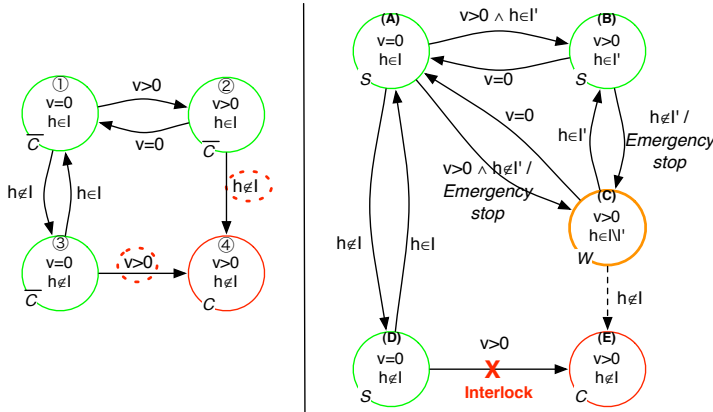 ①
v=0
h∈I
C
v>0
v=0
②
v>0
h∈I
C
h∉I
h∈I
h∉I
③
v=0
h∉I
C
v>0
④
v>0
h∉I
C
(A)
v=0
h∈I
S
v>0 ∧ h∈I'
v=0
(B)
v>0
h∈I'
S
v=0
v>0 ∧ h∉I' /
Emergency
stop
h∈I'
h∉I' /
Emergency
stop
(C)
v>0
h∈I\I'
W
h∉I
h∈I
h∉I
(D)
v=0
h∉I
S
v>0
X
Interlock
(E)
v>0
h∉I
C